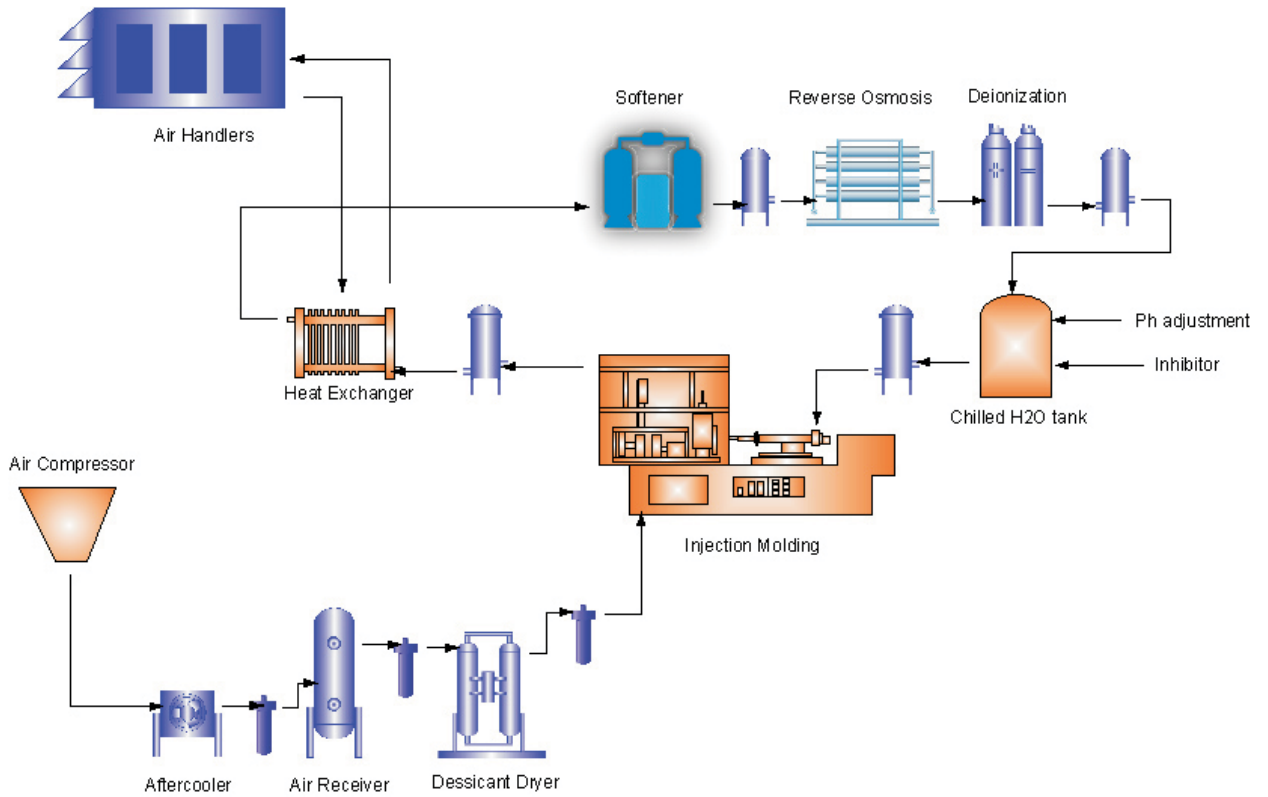 Softener
Reverse Osmosis
Deionization
Air Handlers
Ph adjustment
Inhibitor
Heat Exchanger
Chilled H2O tank
Air Compressor
Injection Molding
Aftercooler
Air Receiver
Dessicant Dryer